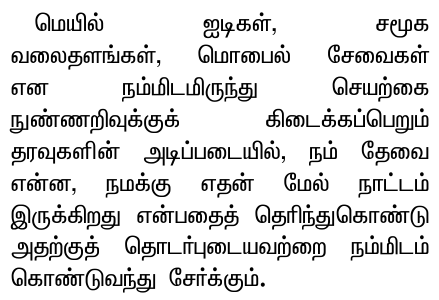 மெயில் ஐடிகள், சமூக
வலைதளங்கள், மொபைல் சேவைகள்
என நம்மிடமிருந்து செயற்கை
நுண்ணறிவுக்குக் கிடைக்கப்பெறும்
தரவுகளின் அடிப்படையில், நம் தேவை
என்ன, நமக்கு எதன் மேல் நாட்டம்
இருக்கிறது என்பதைத் தெரிந்துகொண்டு
அதற்குத் தொடர்புடையவற்றை நம்மிடம்
கொண்டுவந்து சேர்க்கும்.